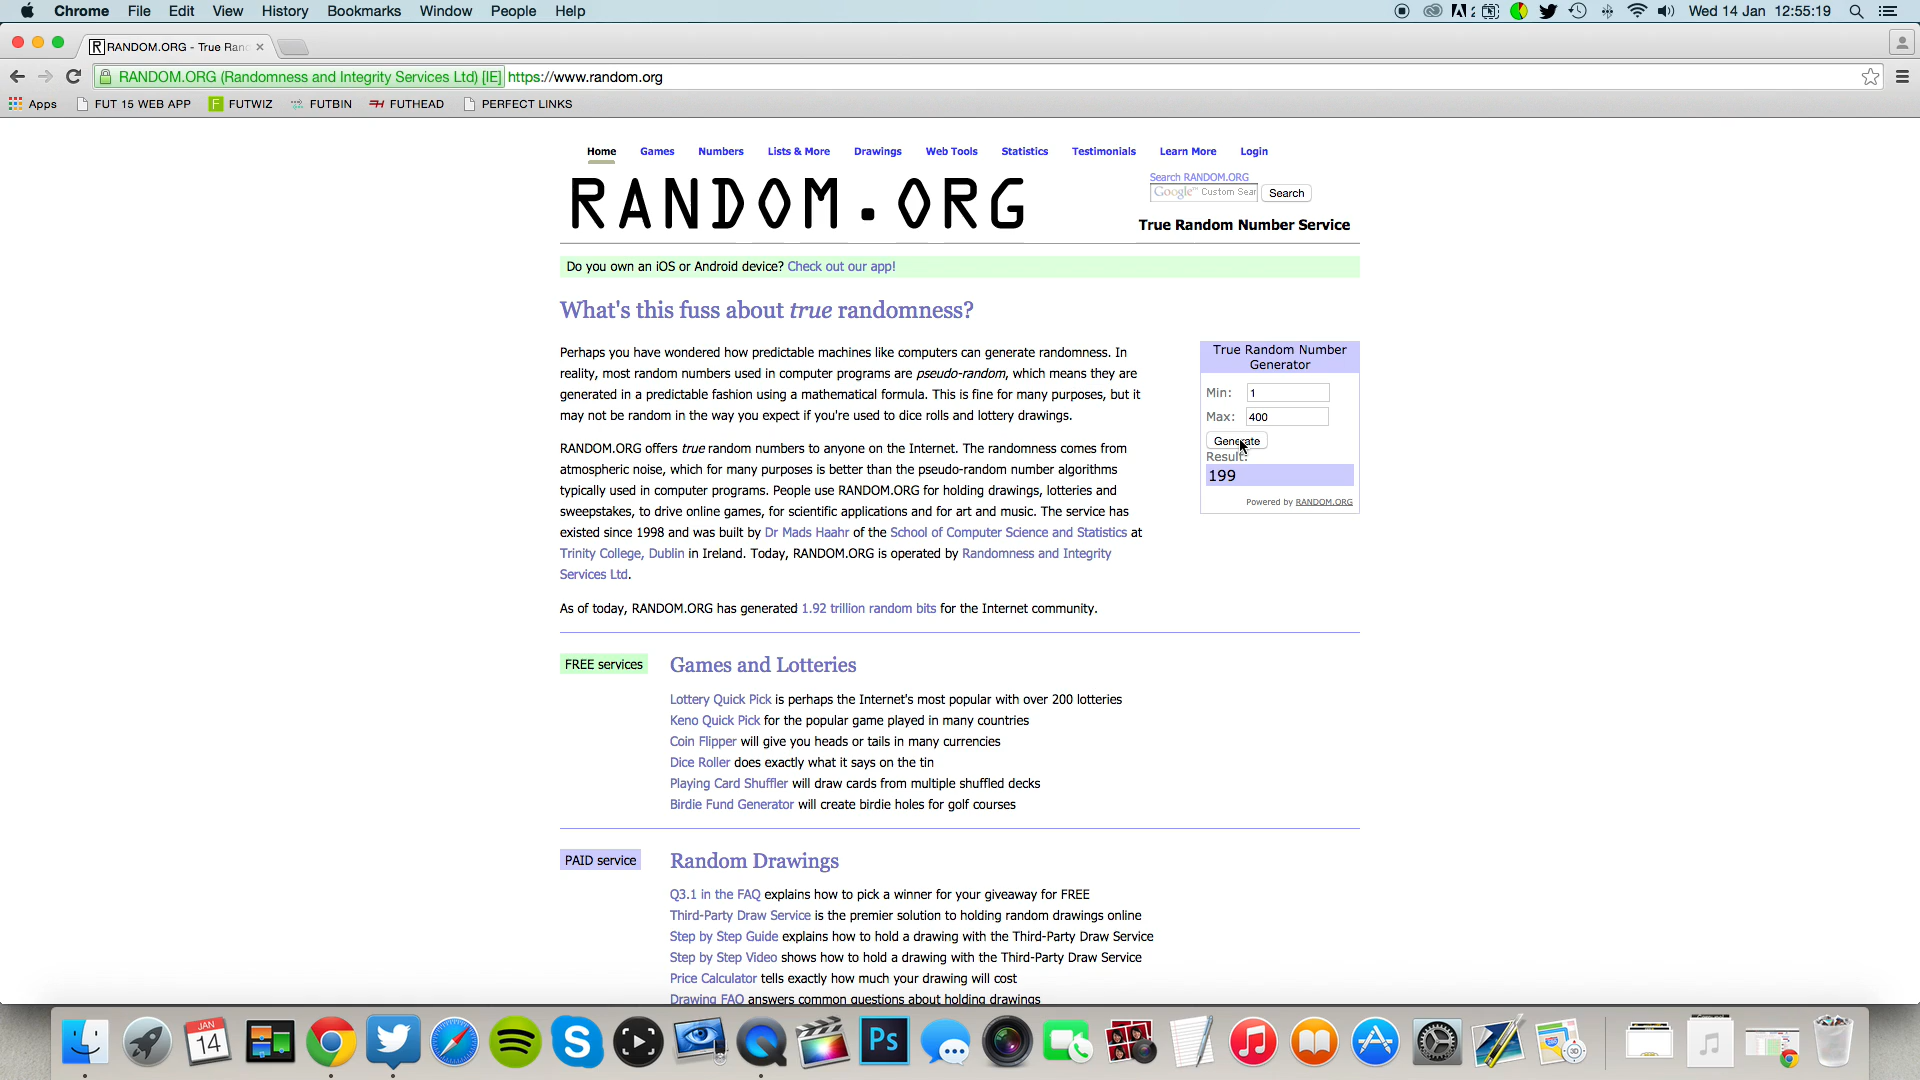 Chrome File Edit View History Bookmarks Window People Help
2
Wed 14 Jan 12:55:19
RANDOM.ORG - True Ran
RANDOM.ORG (Randomness and Integrity Services Ltd) [IE] https://www.random.org
Apps FUT 15 WEB APP FUTWIZ FUTBIN FUTHEAD PERFECT LINKS
Home Games Numbers Lists & More Drawings Web Tools Statistics Testimonials Learn More Login
Search RANDOM.ORG
Google™ Custom Sear Search
RANDOM.ORG
True Random Number Service
Do you own an iOS or Android device? Check out our app!
What's this fuss about true randomness?
Perhaps you have wondered how predictable machines like computers can generate randomness. In
reality, most random numbers used in computer programs are pseudo-random, which means they are
generated in a predictable fashion using a mathematical formula. This is fine for many purposes, but it
may not be random in the way you expect if you're used to dice rolls and lottery drawings.
RANDOM.ORG offers true random numbers to anyone on the Internet. The randomness comes from
atmospheric noise, which for many purposes is better than the pseudo-random number algorithms
typically used in computer programs. People use RANDOM.ORG for holding drawings, lotteries and
sweepstakes, to drive online games, for scientific applications and for art and music. The service has
existed since 1998 and was built by Dr Mads Haahr of the School of Computer Science and Statistics at
Trinity College, Dublin in Ireland. Today, RANDOM.ORG is operated by Randomness and Integrity
Services Ltd.
As of today, RANDOM.ORG has generated 1.92 trillion random bits for the Internet community.
True Random Number
Generator
Min: 1
Max: 400
Generate
Result:
199
Powered by RANDOM.ORG
FREE services
Games and Lotteries
Lottery Quick Pick is perhaps the Internet's most popular with over 200 lotteries
Keno Quick Pick for the popular game played in many countries
Coin Flipper will give you heads or tails in many currencies
Dice Roller does exactly what it says on the tin
Playing Card Shuffler will draw cards from multiple shuffled decks
Birdie Fund Generator will create birdie holes for golf courses
PAID service
Random Drawings
Q3.1 in the FAQ explains how to pick a winner for your giveaway for FREE
Third-Party Draw Service is the premier solution to holding random drawings online
Step by Step Guide explains how to hold a drawing with the Third-Party Draw Service
Step by Step Video shows how to hold a drawing with the Third-Party Draw Service
Price Calculator tells exactly how much your drawing will cost
Drawing FAQ answers common questions about holding drawings
JAN
14
Ps
3D